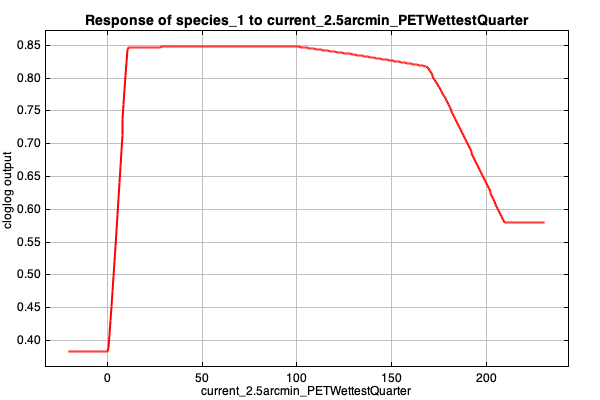 Response of species_1 to current_2.5arcmin_PETWettestQuarter
cloglog output
0.85
0.80
0.75
0.70
0.65
0.60
0.55
0.50
0.45
0.40
0 50 100 150 200
current_2.5arcmin_PETWettestQuarter